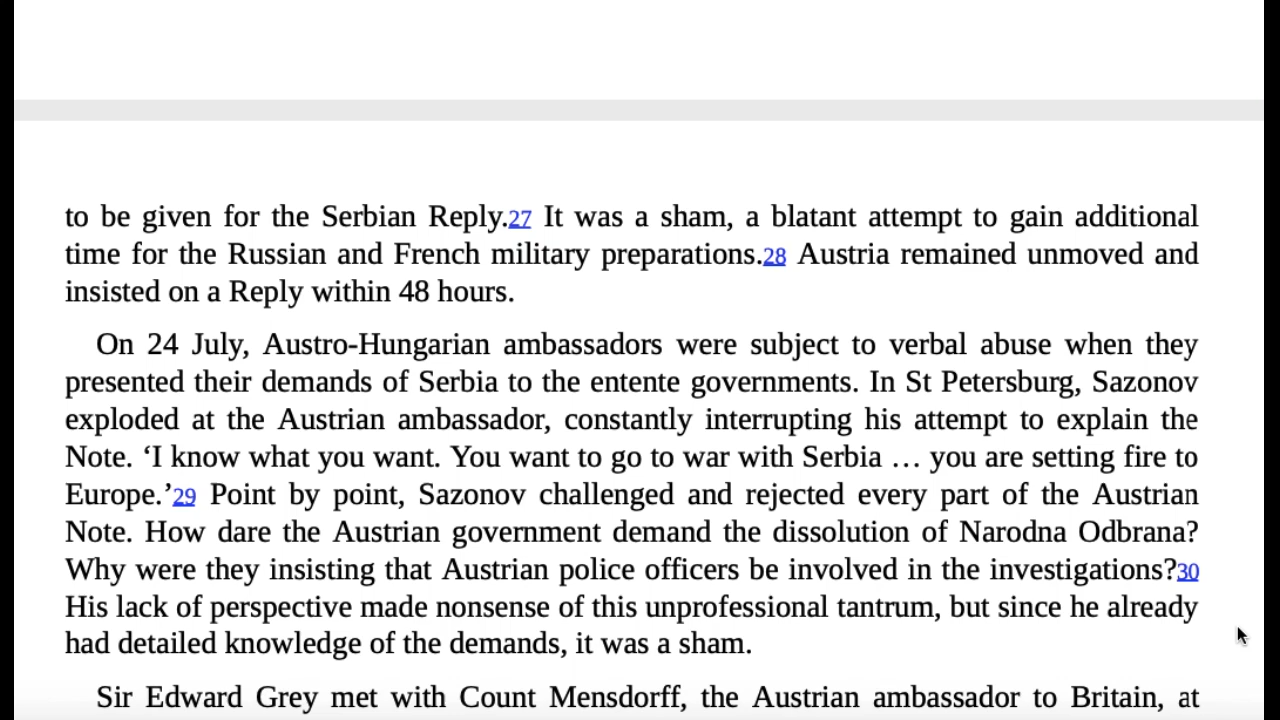 to be given for the Serbian Reply.27 It was a sham, a blatant attempt to gain additional
time for the Russian and French military preparations.28 Austria remained unmoved and
insisted on a Reply within 48 hours.
On 24 July, Austro-Hungarian ambassadors were subject to verbal abuse when they
presented their demands of Serbia to the entente governments. In St Petersburg, Sazonov
exploded at the Austrian ambassador, constantly interrupting his attempt to explain the
Note. ‘I know what you want. You want to go to war with Serbia … you are setting fire to
Europe.’29 Point by point, Sazonov challenged and rejected every part of the Austrian
Note. How dare the Austrian government demand the dissolution of Narodna Odbrana?
Why were they insisting that Austrian police officers be involved in the investigations?30
His lack of perspective made nonsense of this unprofessional tantrum, but since he already
had detailed knowledge of the demands, it was a sham.
Sir Edward Grey met with Count Mensdorff, the Austrian ambassador to Britain, at